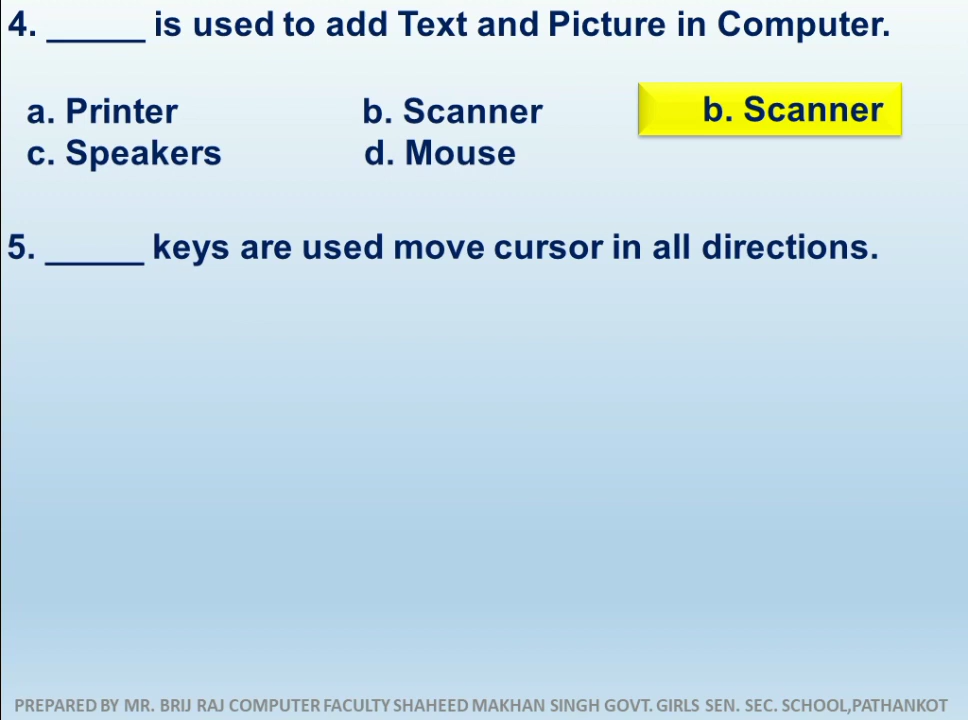 4. _____ is used to add Text and Picture in Computer.
a. Printer b. Scanner b. Scanner
c. Speakers d. Mouse
5. _____ keys are used move cursor in all directions.
PREPARED BY MR. BRIJ RAJ COMPUTER FACULTY SHAHEED MAKHAN SINGH GOVT. GIRLS SEN. SEC. SCHOOL,PATHANKOT